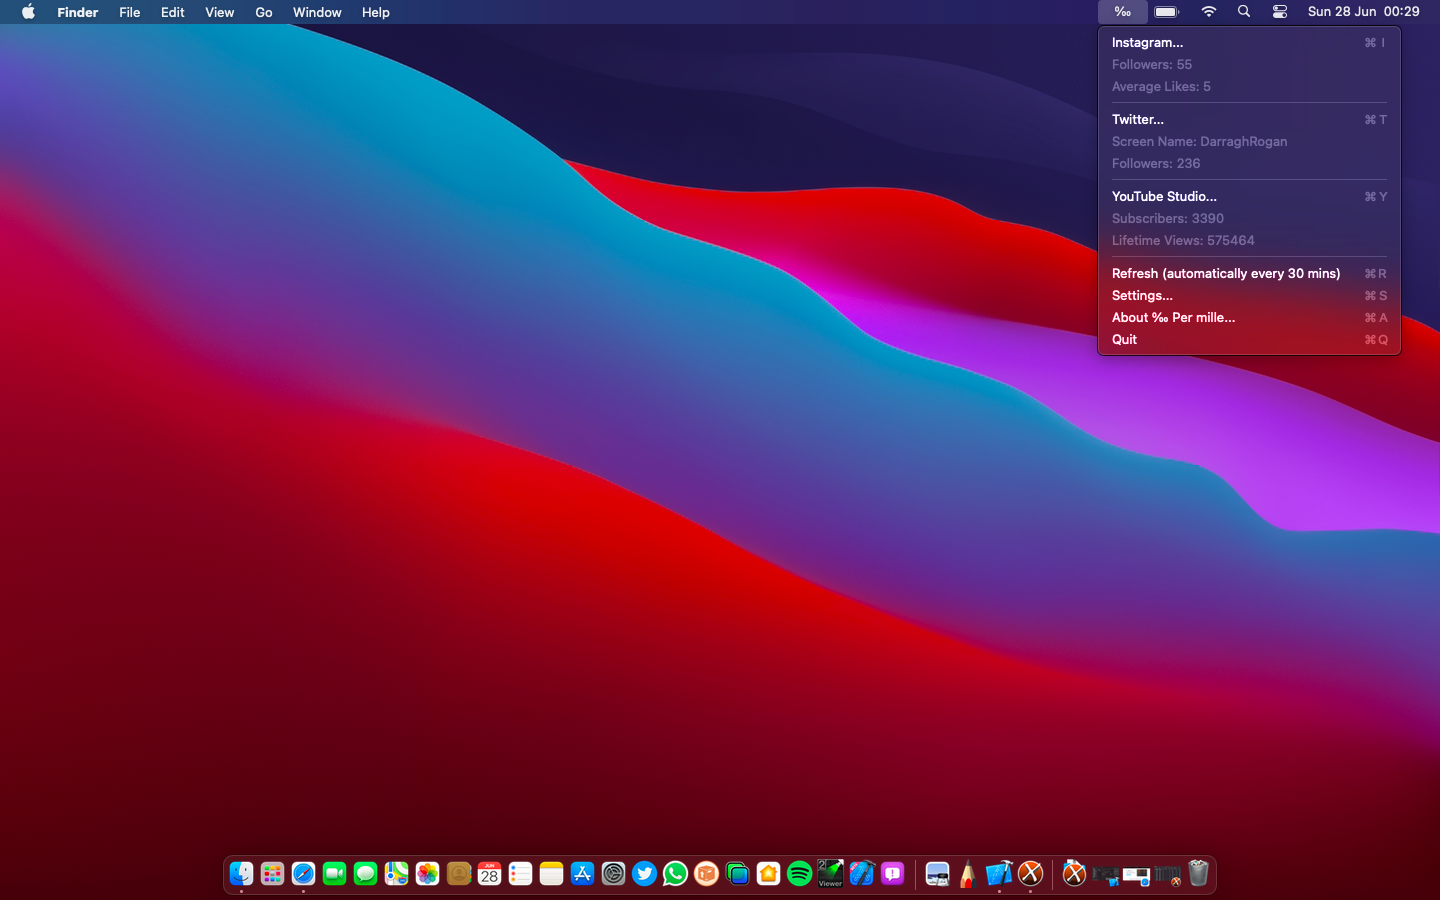 Finder File Edit View Go Window Help ‰ Sun 28 Jun 00:29
Instagram... ⌘ I
Followers: 55
Average Likes: 5
Twitter... ⌘ T
Screen Name: DarraghRogan
Followers: 236
YouTube Studio... ⌘ Y
Subscribers: 3390
Lifetime Views: 575464
Refresh (automatically every 30 mins) ⌘ R
Settings... ⌘ S
About ‰ Per mille... ⌘ A
Quit ⌘ Q
JUN
28
2
Viewer